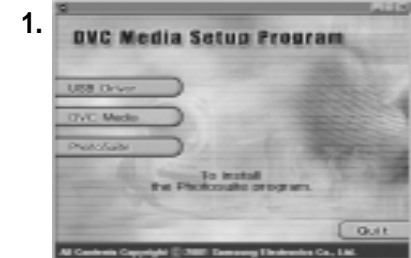 1.
DVC Media Setup Program
USB Driver
DVC Media
PhotoSuite
To install
the Photosuite program.
Quit
All Contents Copyright © 2001 Samsung Electronics Co., Ltd.